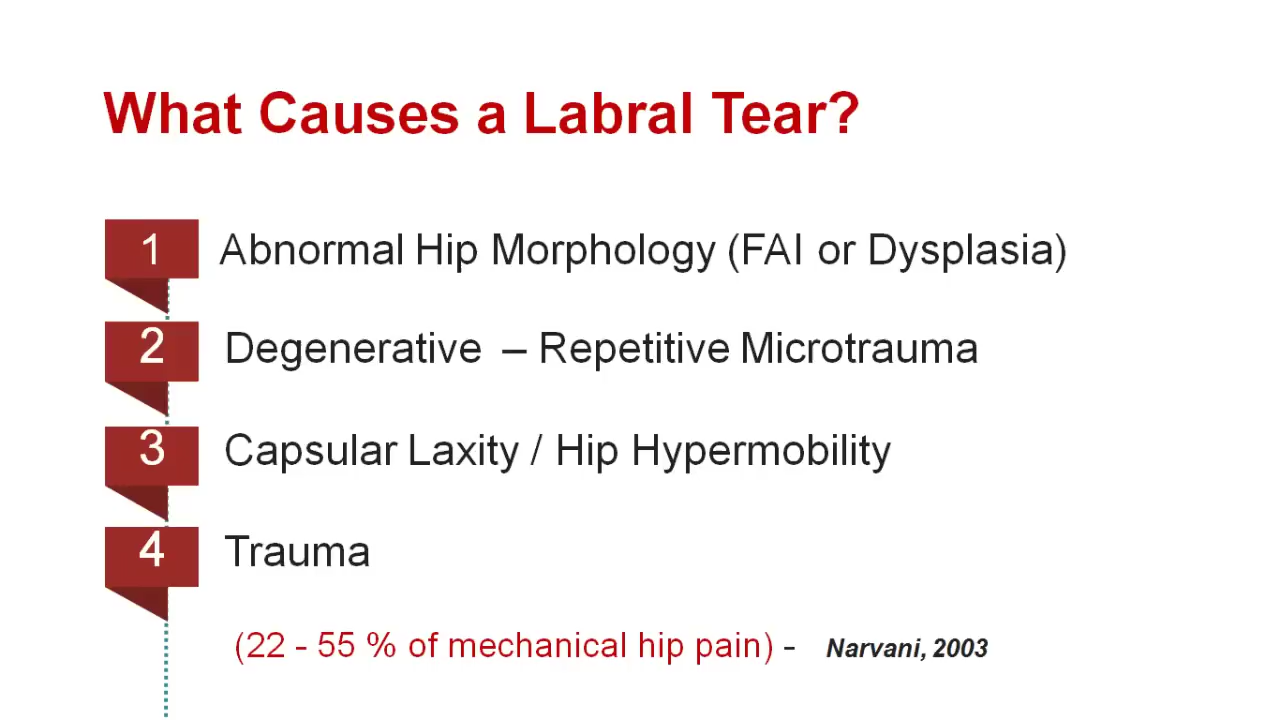 What Causes a Labral Tear?
1 Abnormal Hip Morphology (FAI or Dysplasia)
2 Degenerative – Repetitive Microtrauma
3 Capsular Laxity / Hip Hypermobility
4 Trauma
(22 - 55 % of mechanical hip pain) - Narvani, 2003